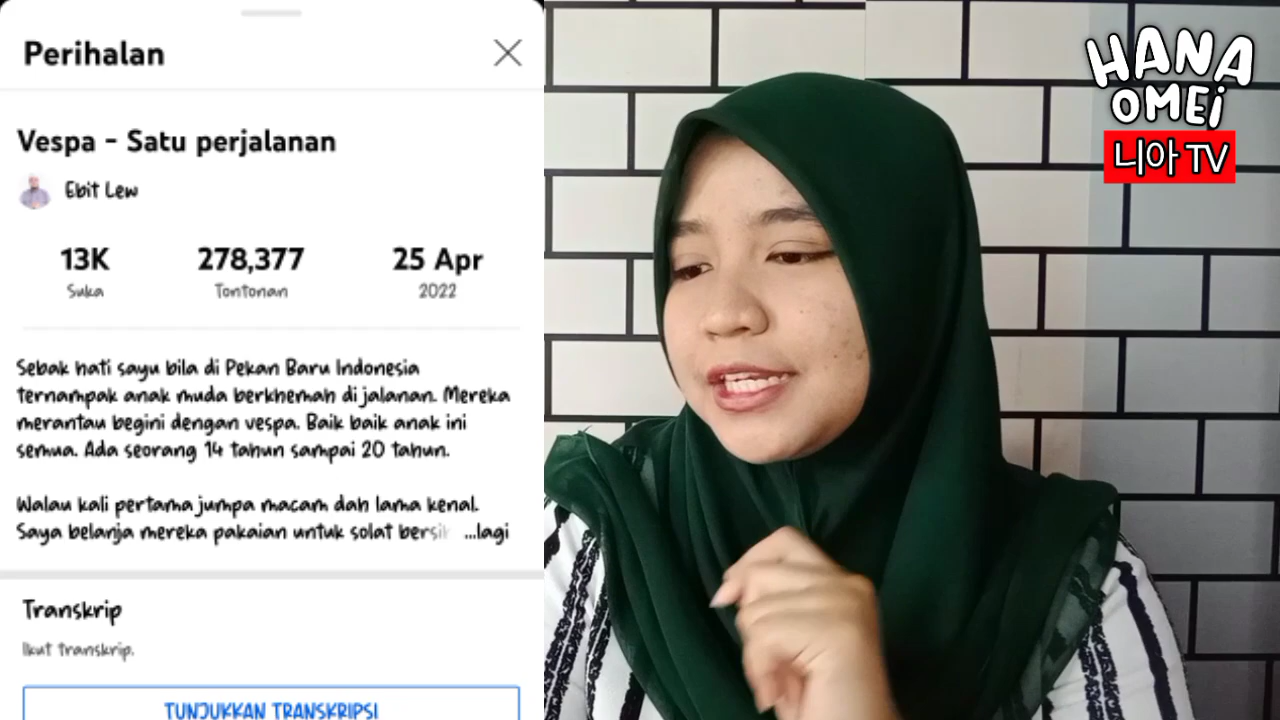 Perihalan
Vespa - Satu perjalanan
Ebit Lew
13K
Suka
278,377
Tontonan
25 Apr
2022
Sebak hati sayu bila di Pekan Baru Indonesia
ternampak anak muda berkhemah di jalanan. Mereka
merantau begini dengan vespa. Baik baik anak ini
semua. Ada seorang 14 tahun sampai 20 tahun.
Walau kali pertama jumpa macam dah lama kenal.
Saya belanja mereka pakaian untuk solat ...lagi
Transkrip
Ikut transkrip.
TUNJUKKAN TRANSKRIPSI
HANA
OMEi
니아 TV